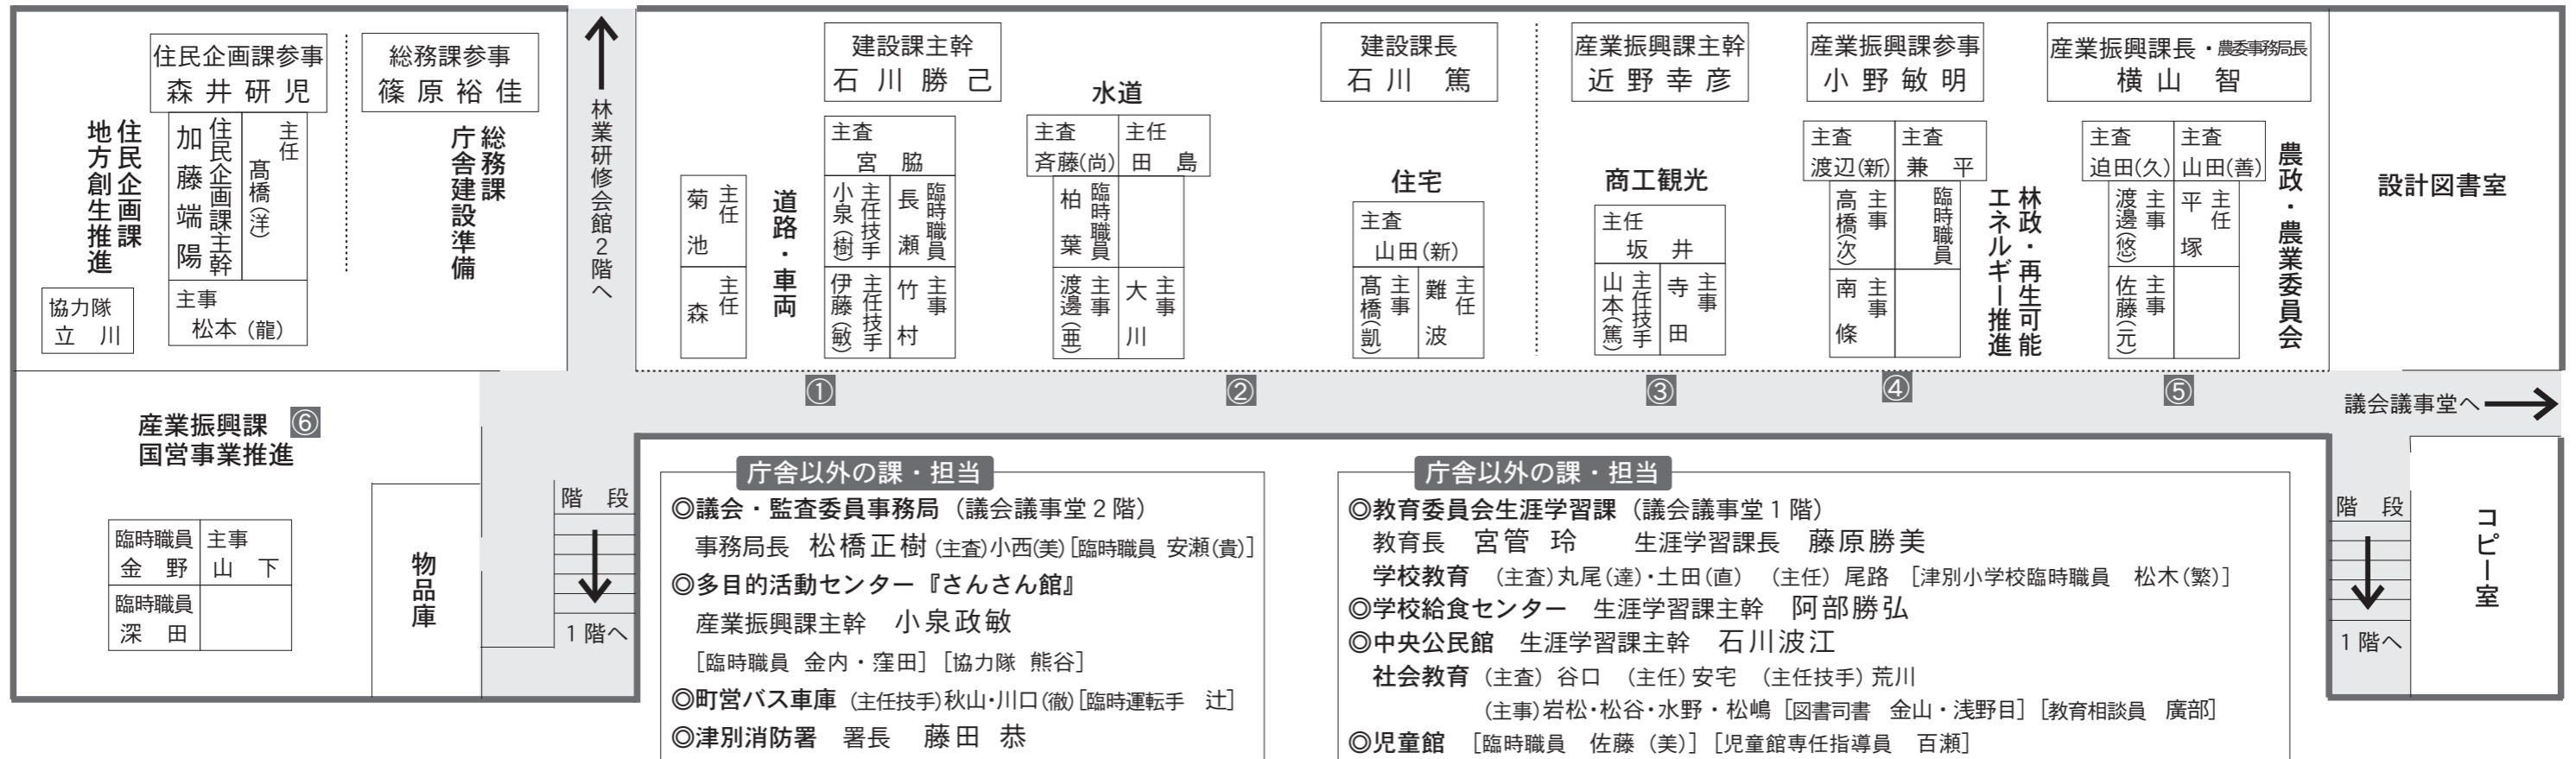 住民企画課参事
森井研児
総務課参事
篠原裕佳
住民企画課
地方創生推進
主任
髙橋(洋)
住民企画課主幹
加藤端陽
主事
松本(龍)
協力隊
立川
総務課
庁舎建設準備
林業研修会館2階へ
建設課主幹
石川勝己
主任
菊池
主任
森
道路・車両
主査
宮脇
主任技手
小泉(樹)
臨時職員
長瀬
主任技手
伊藤(敏)
主事
竹村
水道
主査
斉藤(尚)
主任
田島
臨時職員
柏葉
主事
渡邊(亜)
主事
大川
建設課長
石川篤
住宅
主査
山田(新)
主事
髙橋(凱)
主任
難波
産業振興課主幹
近野幸彦
商工観光
主任
坂井
主任技手
山本(篤)
主事
寺田
産業振興課参事
小野敏明
主査
渡辺(新)
主査
兼平
主事
高橋(次)
臨時職員
主事
南條
林政・再生可能
エネルギー推進
産業振興課長・農委事務局長
横山智
主査
迫田(久)
主査
山田(善)
主事
渡邊(悠)
主任
平塚
主事
佐藤(元)
農政・農業委員会
設計図書室
①
②
③
④
⑤
議会議事堂へ
産業振興課 ⑥
国営事業推進
臨時職員
金野
主事
山下
臨時職員
深田
物品庫
階段
1階へ
庁舎以外の課・担当
◎議会・監査委員事務局(議会議事堂2階)
事務局長 松橋正樹(主査)小西(美)[臨時職員 安瀬(貴)]
◎多目的活動センター『さんさん館』
産業振興課主幹 小泉政敏
[臨時職員 金内・窪田][協力隊 熊谷]
◎町営バス車庫(主任技手)秋山・川口(徹)[臨時運転手 辻]
◎津別消防署 署長 藤田 恭
庁舎以外の課・担当
◎教育委員会生涯学習課(議会議事堂1階)
教育長 宮管 玲 生涯学習課長 藤原勝美
学校教育 (主査)丸尾(達)・土田(直) (主任)尾路 [津別小学校臨時職員 松木(繁)]
◎学校給食センター 生涯学習課主幹 阿部勝弘
◎中央公民館 生涯学習課主幹 石川波江
社会教育 (主査)谷口 (主任)安宅 (主任技手)荒川
(主事)岩松・松谷・水野・松嶋 [図書司書 金山・浅野目] [教育相談員 廣部]
◎児童館 [臨時職員 佐藤(美)][児童館専任指導員 百瀬]
階段
1階へ
コピー室